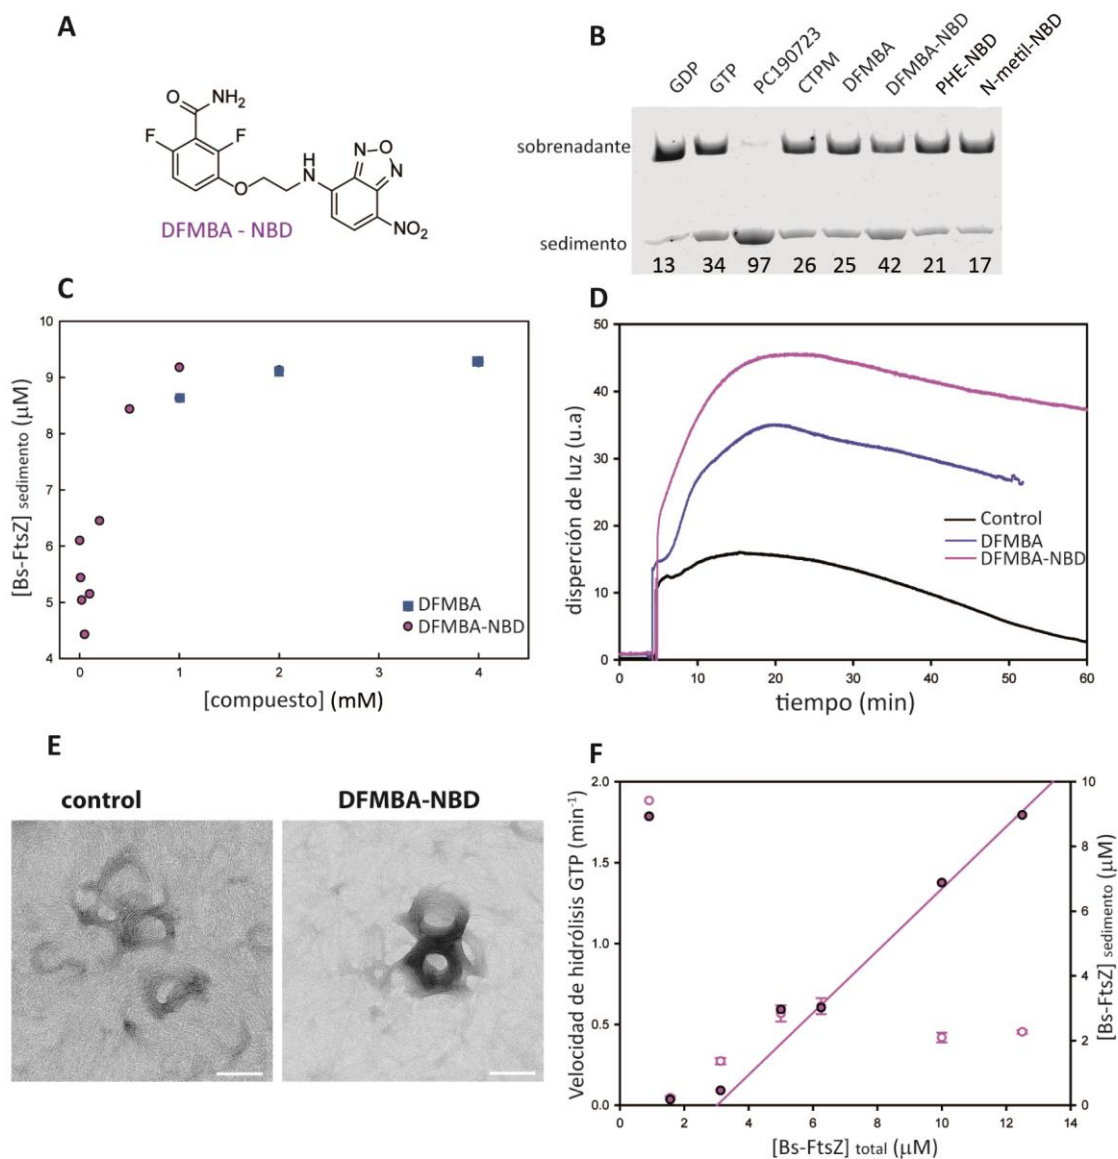 A
O
NH₂
F
F
O
H
N
N
O
N
NO₂
DFMBA - NBD
B
GDP
GTP
PC190723
CTPM
DFMBA
DFMBA-NBD
PHE-NBD
N-metil-NBD
sobrenadante
sedimento
13 34 97 26 25 42 21 17
C
[Bs-FtsZ] sedimento (μM)
10
9
8
7
6
5
4
0 1 2 3 4
DFMBA
DFMBA-NBD
[compuesto] (mM)
D
disperción de luz (u.a)
50
40
30
20
10
0
Control
DFMBA
DFMBA-NBD
0 10 20 30 40 50 60
tiempo (min)
E
control
DFMBA-NBD
F
Velocidad de hidrólisis GTP (min⁻¹)
2.0
1.5
1.0
0.5
0.0
10
8
6
4
2
0
[Bs-FtsZ] sedimento (μM)
0 2 4 6 8 10 12 14
[Bs-FtsZ] total (μM)